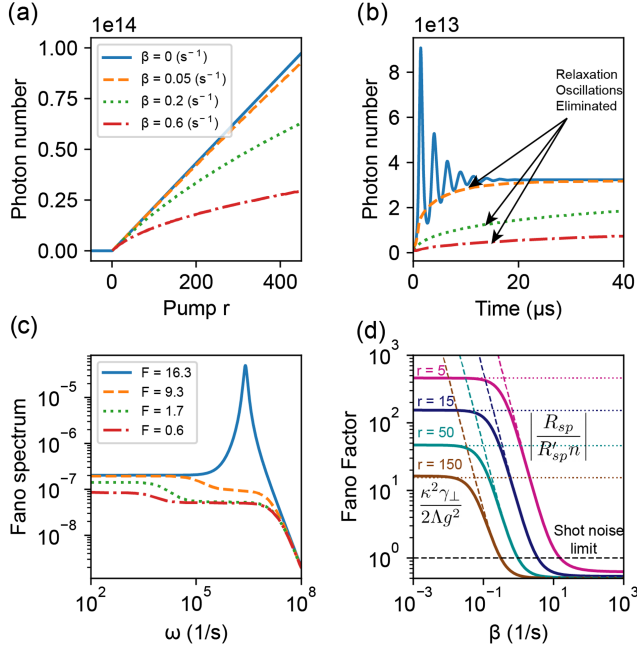 (a)
1e14
β = 0 (s⁻¹)
β = 0.05 (s⁻¹)
β = 0.2 (s⁻¹)
β = 0.6 (s⁻¹)
Photon number
1.00
0.75
0.50
0.25
0.00
0 200 400
Pump r
(b)
1e13
Relaxation
Oscillations
Eliminated
Photon number
8
6
4
2
0
0 20 40
Time (μs)
(c)
F = 16.3
F = 9.3
F = 1.7
F = 0.6
Fano spectrum
10⁻⁵
10⁻⁶
10⁻⁷
10⁻⁸
10² 10⁵ 10⁸
ω (1/s)
(d)
r = 5
r = 15
r = 50
r = 150
|R_sp / R'_sp n|
κ²γ⊥ / 2Λg²
Shot noise
limit
Fano Factor
10³
10²
10¹
10⁰
10⁻³ 10⁻¹ 10¹ 10³
β (1/s)